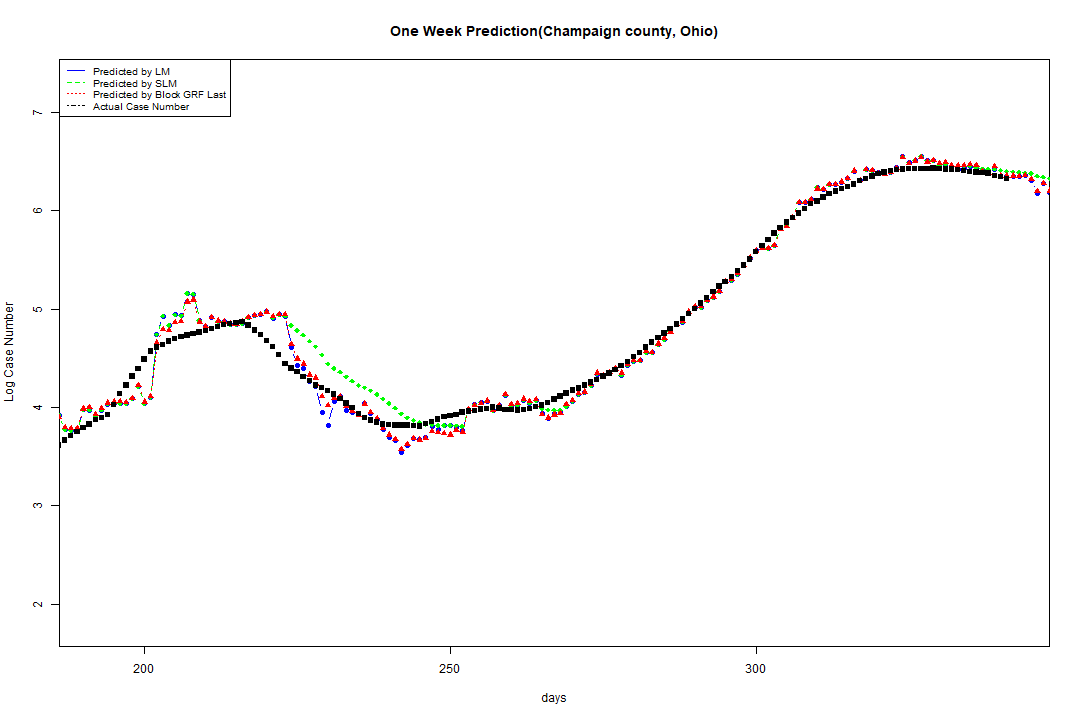 One Week Prediction(Champaign county, Ohio)
Predicted by LM
Predicted by SLM
Predicted by Block GRF Last
Actual Case Number
7
6
5
4
3
2
Log Case Number
200
250
300
days